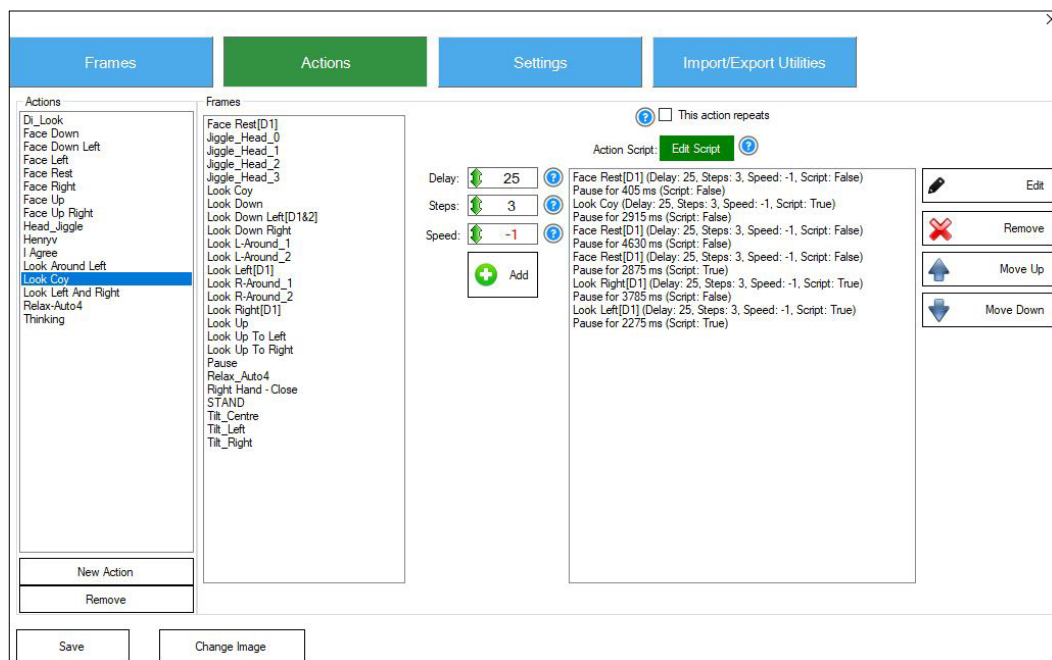 Frames
Actions
Settings
Import/Export Utilities
Actions
Di_Look
Face Down
Face Down Left
Face Left
Face Rest
Face Right
Face Up
Face Up Right
Head_Jiggle
Henryv
I Agree
Look Around Left
Look Coy
Look Left And Right
Relax-Auto4
Thinking
New Action
Remove
Frames
Face Rest[D1]
Jiggle_Head_0
Jiggle_Head_1
Jiggle_Head_2
Jiggle_Head_3
Look Coy
Look Down
Look Down Left[D1&2]
Look Down Right
Look L-Around_1
Look L-Around_2
Look Left[D1]
Look R-Around_1
Look R-Around_2
Look Right[D1]
Look Up
Look Up To Left
Look Up To Right
Pause
Relax_Auto4
Right Hand - Close
STAND
Tilt_Centre
Tilt_Left
Tilt_Right
This action repeats
Action Script: Edit Script
Delay: 25
Steps: 3
Speed: -1
Add
Face Rest[D1] (Delay: 25, Steps: 3, Speed: -1, Script: False)
Pause for 405 ms (Script: False)
Look Coy (Delay: 25, Steps: 3, Speed: -1, Script: True)
Pause for 2915 ms (Script: False)
Face Rest[D1] (Delay: 25, Steps: 3, Speed: -1, Script: False)
Pause for 4630 ms (Script: False)
Face Rest[D1] (Delay: 25, Steps: 3, Speed: -1, Script: False)
Pause for 2875 ms (Script: True)
Look Right[D1] (Delay: 25, Steps: 3, Speed: -1, Script: True)
Pause for 3785 ms (Script: False)
Look Left[D1] (Delay: 25, Steps: 3, Speed: -1, Script: True)
Pause for 2275 ms (Script: True)
Edit
Remove
Move Up
Move Down
Save
Change Image